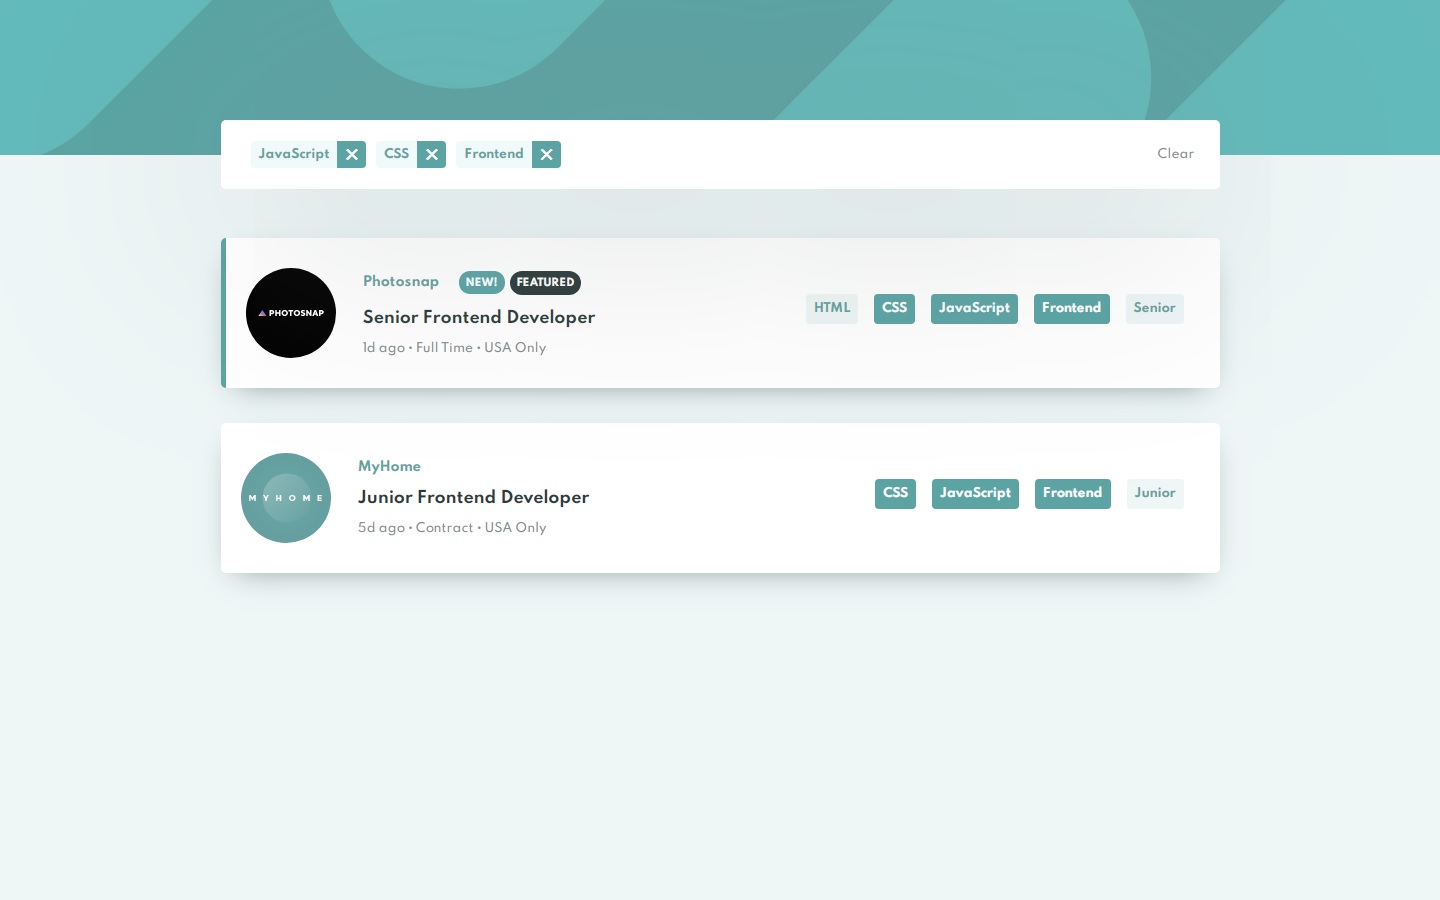 JavaScript CSS Frontend Clear
PHOTOSNAP
Photosnap NEW! FEATURED
Senior Frontend Developer
1d ago • Full Time • USA Only
HTML CSS JavaScript Frontend Senior
MYHOME
MyHome
Junior Frontend Developer
5d ago • Contract • USA Only
CSS JavaScript Frontend Junior